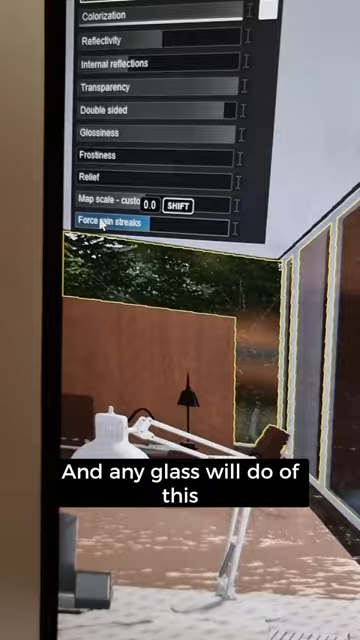 Colorization
Reflectivity
Internal reflections
Transparency
Double sided
Glossiness
Frostiness
Relief
Map scale - custo
0.0 SHIFT
Force rain streaks
And any glass will do of
this